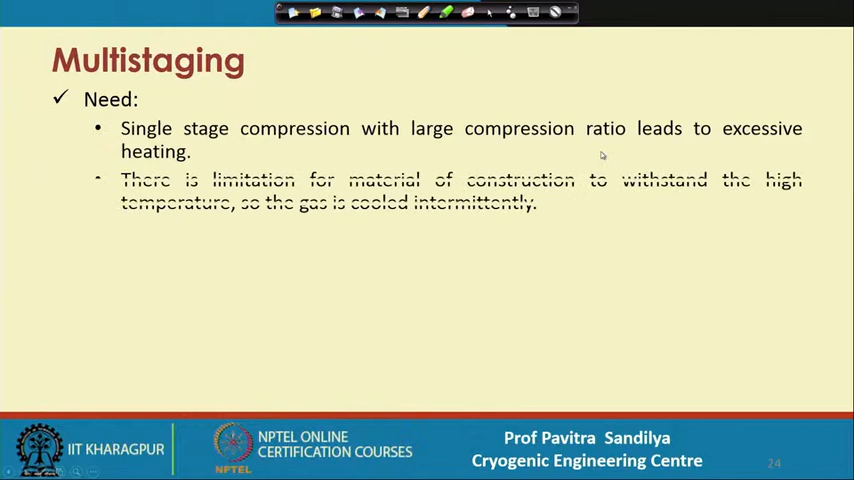 Multistaging
✓ Need:
• Single stage compression with large compression ratio leads to excessive
heating.
• There is limitation for material of construction to withstand the high
temperature, so the gas is cooled intermittently.
IIT KHARAGPUR
NPTEL
NPTEL ONLINE
CERTIFICATION COURSES
Prof Pavitra Sandilya
Cryogenic Engineering Centre
24